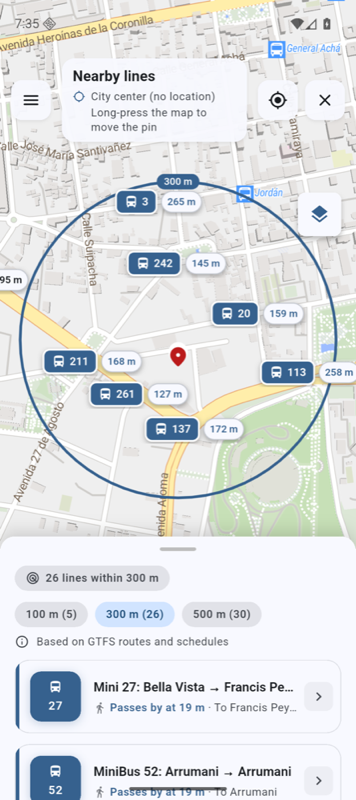 7:35
Avenida Heroínas de la Coronilla
General Achá
Nearby lines
City center (no location)
Long-press the map to
move the pin
Calle José María Santivañez
amiraya
300 m
3 265 m
Jordán
Calle Suipacha
242 145 m
95 m
20 159 m
211 168 m
113 258 m
261 127 m
137 172 m
Avenida 27 de Agosto
enida Aroma
26 lines within 300 m
100 m (5) 300 m (26) 500 m (30)
Based on GTFS routes and schedules
27
Mini 27: Bella Vista → Francis Pe...
Passes by at 19 m · To Francis Pey...
52
MiniBus 52: Arrumani → Arrumani
Passes by at 19 m · To Arrumani